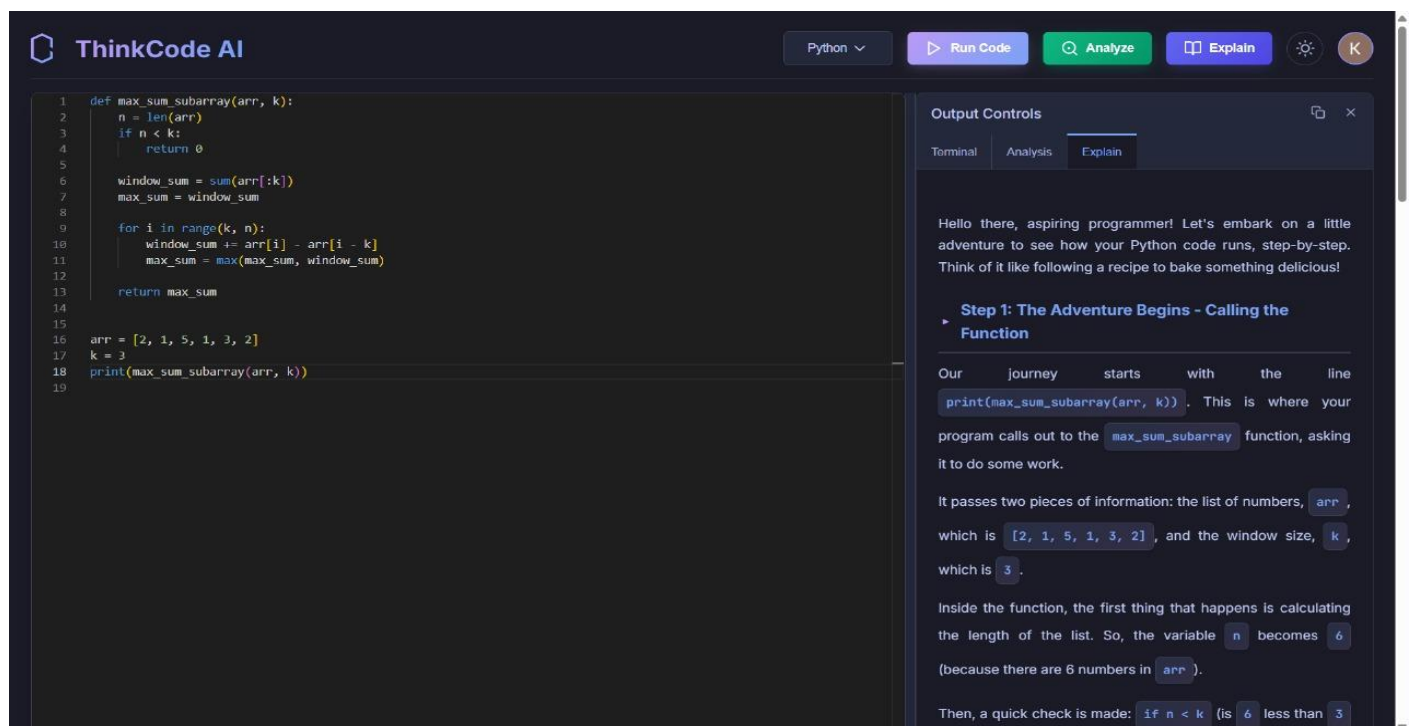 ThinkCode AI
Python
Run Code
Analyze
Explain
K
1 def max_sum_subarray(arr, k):
2     n = len(arr)
3     if n < k:
4         return 0
5
6     window_sum = sum(arr[:k])
7     max_sum = window_sum
8
9     for i in range(k, n):
10         window_sum += arr[i] - arr[i - k]
11         max_sum = max(max_sum, window_sum)
12
13     return max_sum
14
15
16 arr = [2, 1, 5, 1, 3, 2]
17 k = 3
18 print(max_sum_subarray(arr, k))
19
Output Controls
Terminal
Analysis
Explain
Hello there, aspiring programmer! Let's embark on a little
adventure to see how your Python code runs, step-by-step.
Think of it like following a recipe to bake something delicious!
Step 1: The Adventure Begins - Calling the
Function
Our journey starts with the line
print(max_sum_subarray(arr, k)) . This is where your
program calls out to the max_sum_subarray function, asking
it to do some work.
It passes two pieces of information: the list of numbers, arr ,
which is [2, 1, 5, 1, 3, 2] , and the window size, k ,
which is 3 .
Inside the function, the first thing that happens is calculating
the length of the list. So, the variable n becomes 6
(because there are 6 numbers in arr ).
Then, a quick check is made: if n < k (is 6 less than 3